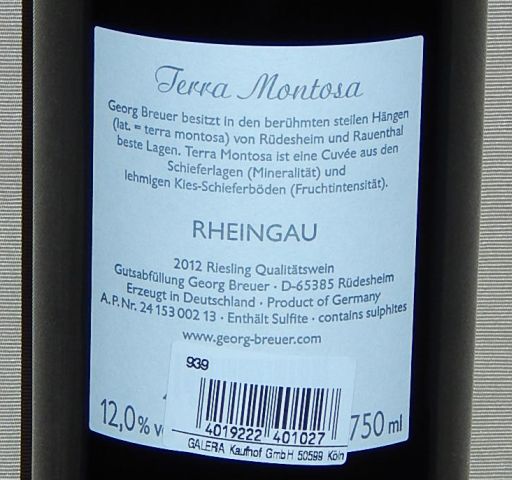 Terra Montosa
Georg Breuer besitzt in den berühmten steilen Hängen
(lat. = terra montosa) von Rüdesheim und Rauenthal
beste Lagen. Terra Montosa ist eine Cuvée aus den
Schieferlagen (Mineralität) und
lehmigen Kies-Schieferböden (Fruchtintensität).
RHEINGAU
2012 Riesling Qualitätswein
Gutsabfüllung Georg Breuer · D-65385 Rüdesheim
Erzeugt in Deutschland · Product of Germany
A.P.Nr. 24 153 002 13 · Enthält Sulfite · contains sulphites
www.georg-breuer.com
939
12,0% v
750 ml
4019222 401027
GALERIA Kaufhof GmbH 50599 Köln